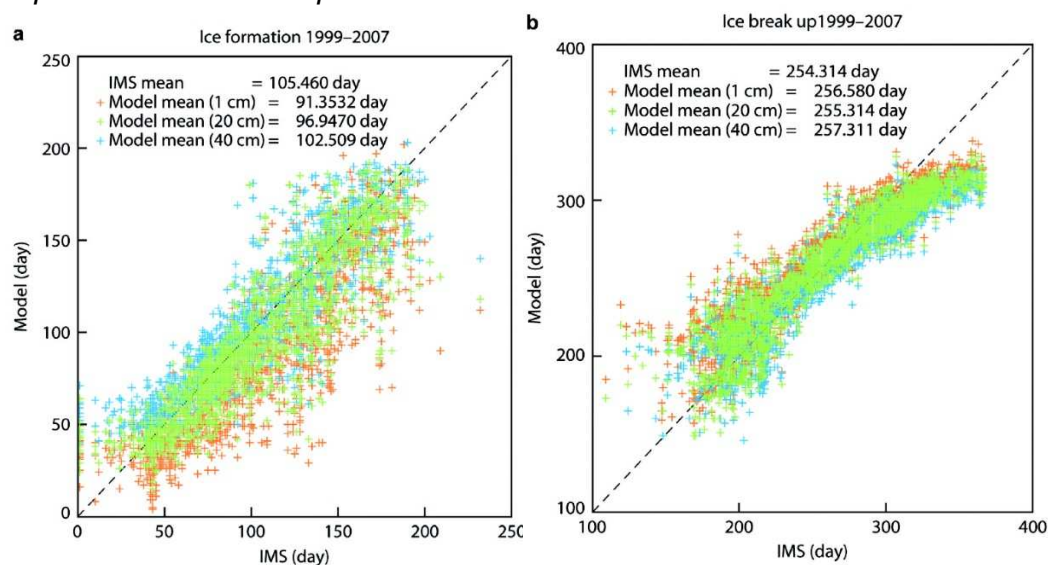 a
Ice formation 1999–2007
250
200
150
100
50
0
Model (day)
IMS mean = 105.460 day
+ Model mean (1 cm) = 91.3532 day
+ Model mean (20 cm) = 96.9470 day
+ Model mean (40 cm) = 102.509 day
0 50 100 150 200 250
IMS (day)
b
Ice break up1999–2007
400
300
200
100
Model (day)
IMS mean = 254.314 day
+ Model mean (1 cm) = 256.580 day
+ Model mean (20 cm) = 255.314 day
+ Model mean (40 cm) = 257.311 day
100 200 300 400
IMS (day)